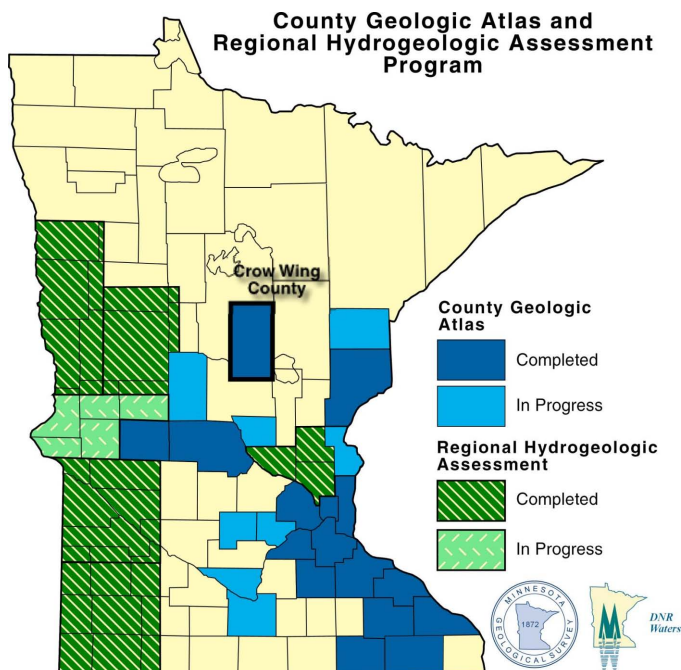 County Geologic Atlas and
Regional Hydrogeologic Assessment
Program
Crow Wing
County
County Geologic
Atlas
Completed
In Progress
Regional Hydrogeologic
Assessment
Completed
In Progress
MINNESOTA
1872
GEOLOGICAL SURVEY
DNR
Waters